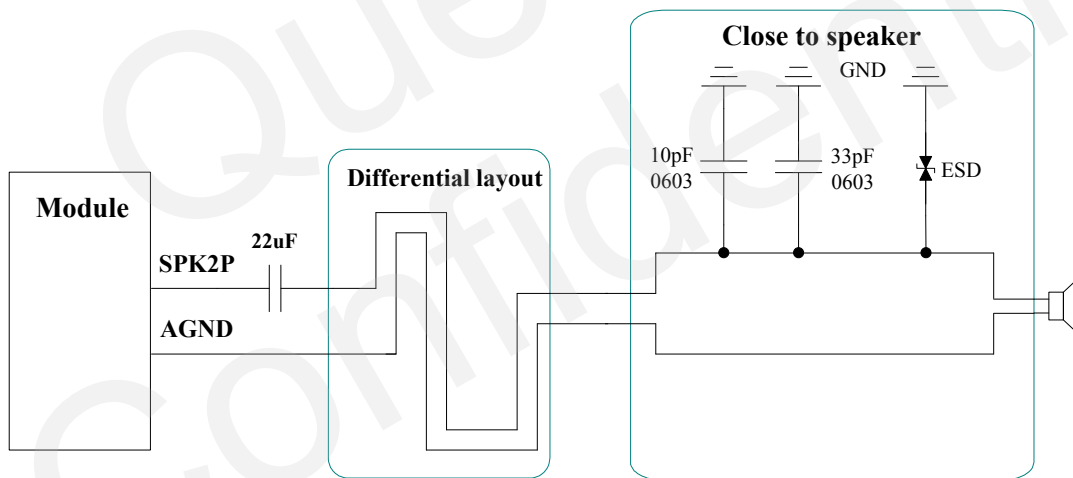 Close to speaker
GND
10pF
0603
33pF
0603
ESD
Differential layout
Module
22uF
SPK2P
AGND